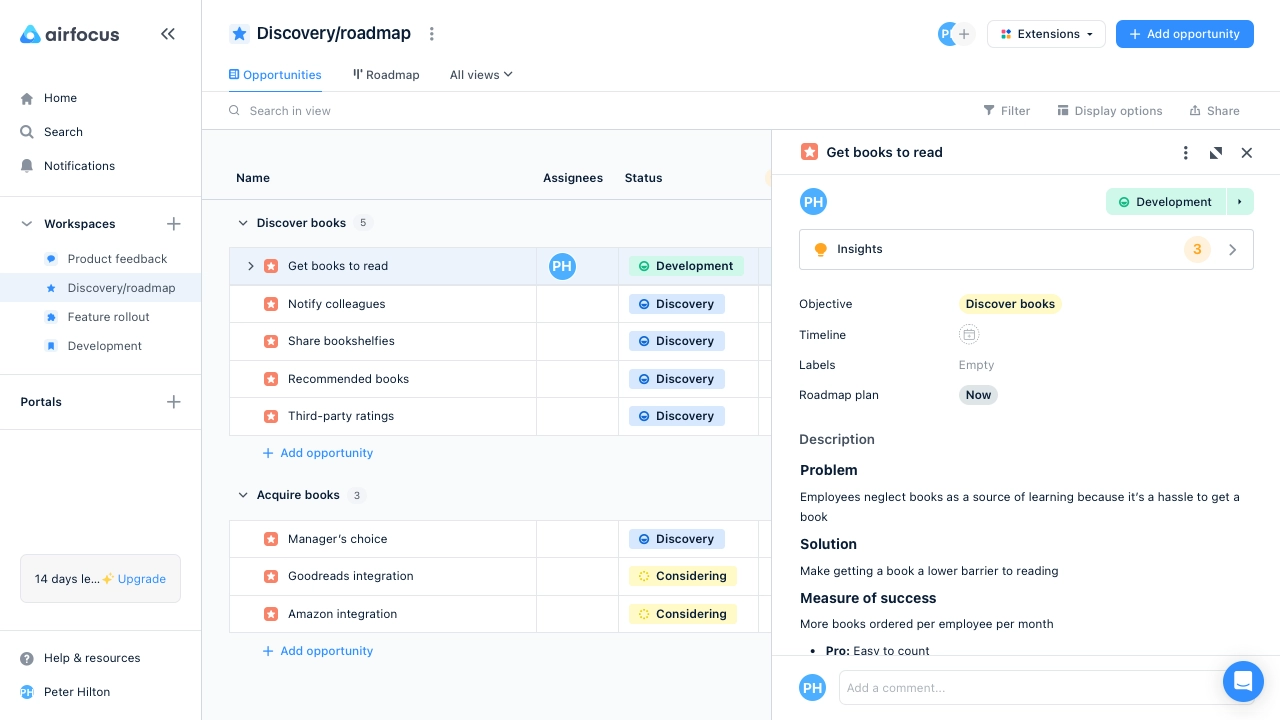 airfocus
Home
Search
Notifications
Workspaces
Product feedback
Discovery/roadmap
Feature rollout
Development
Portals
14 days le...✨ Upgrade
Help & resources
PH Peter Hilton
Discovery/roadmap
Extensions
+ Add opportunity
Opportunities
Roadmap
All views
Search in view
Filter
Display options
Share
Name Assignees Status
Discover books 5
Get books to read PH Development
Notify colleagues Discovery
Share bookshelfies Discovery
Recommended books Discovery
Third-party ratings Discovery
+ Add opportunity
Acquire books 3
Manager's choice Discovery
Goodreads integration Considering
Amazon integration Considering
+ Add opportunity
Get books to read
PH Development
Insights 3
Objective Discover books
Timeline
Labels Empty
Roadmap plan Now
Description
Problem
Employees neglect books as a source of learning because it's a hassle to get a
book
Solution
Make getting a book a lower barrier to reading
Measure of success
More books ordered per employee per month
• Pro: Easy to count
PH Add a comment...